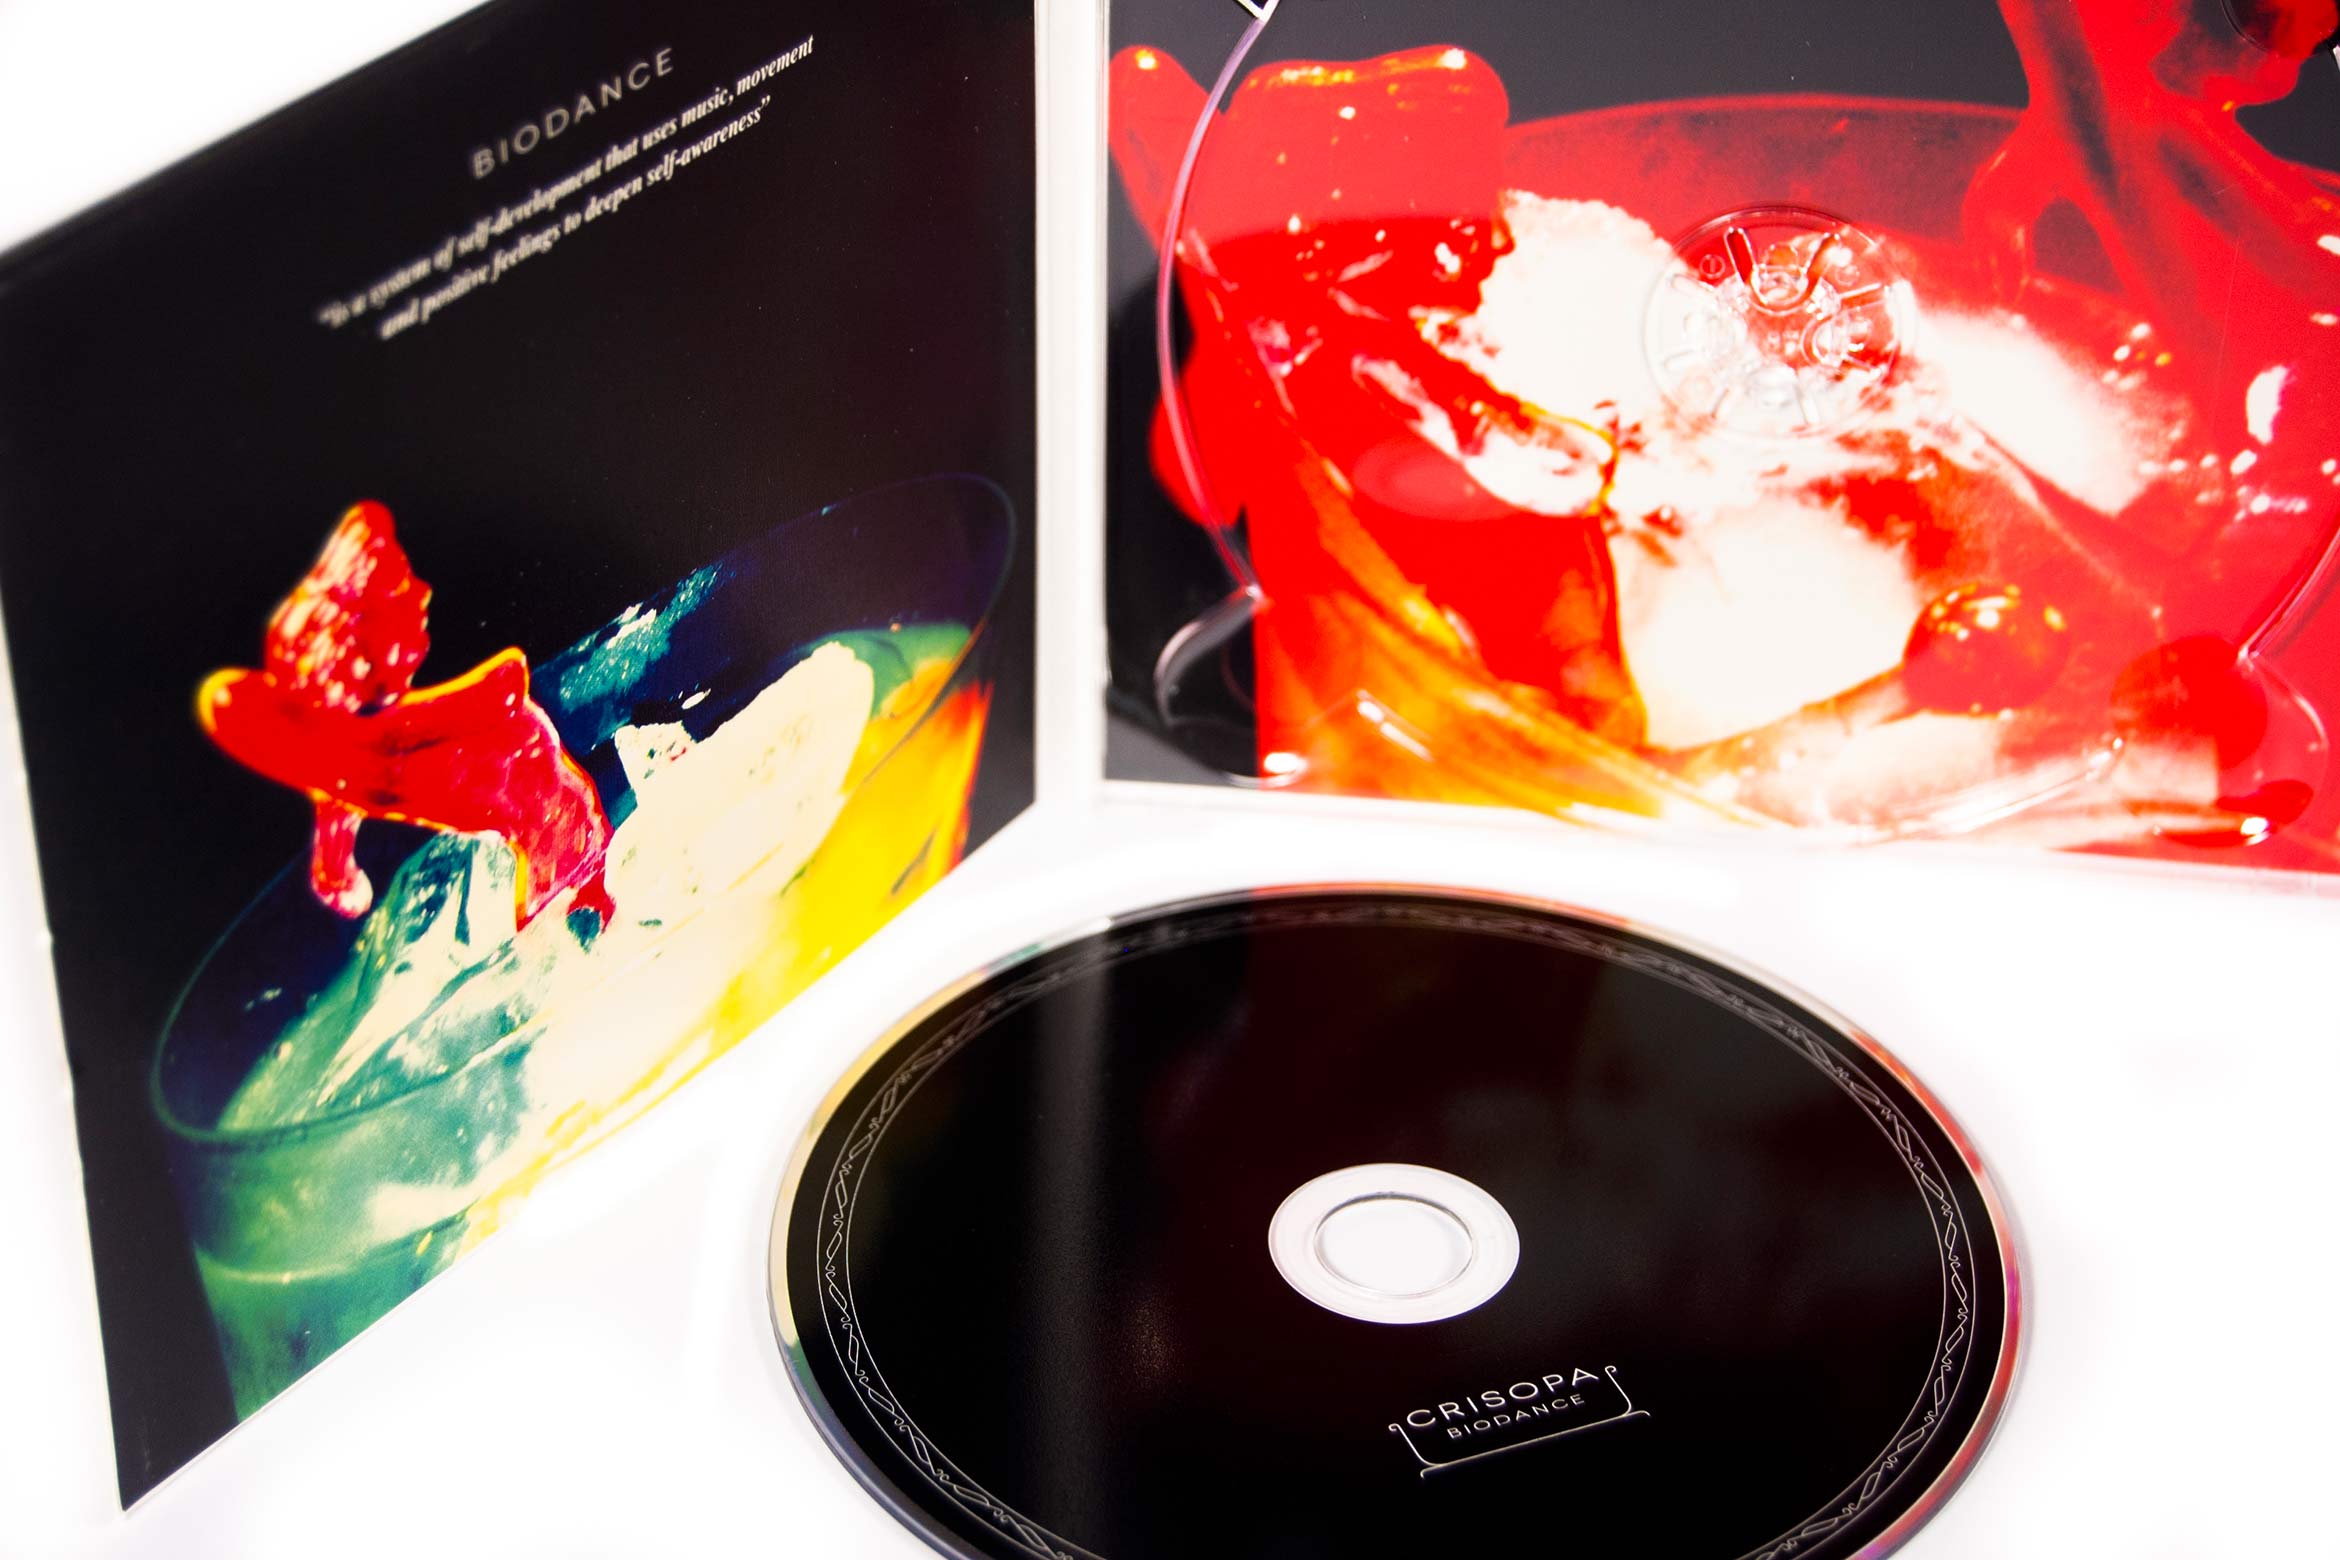 BIODANCE
“Is a system of self-development that uses music, movement
and positive feelings to deepen self-awareness”
CRISOPA
BIODANCE